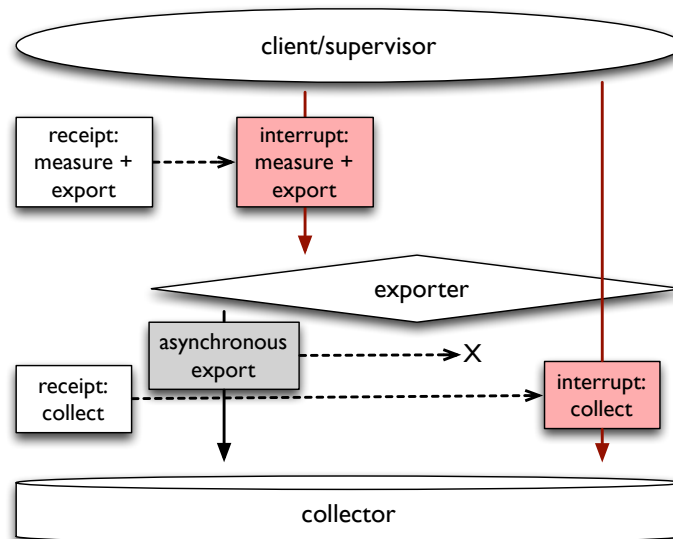 client/supervisor
receipt:
measure +
export
interrupt:
measure +
export
exporter
asynchronous
export
X
receipt:
collect
interrupt:
collect
collector